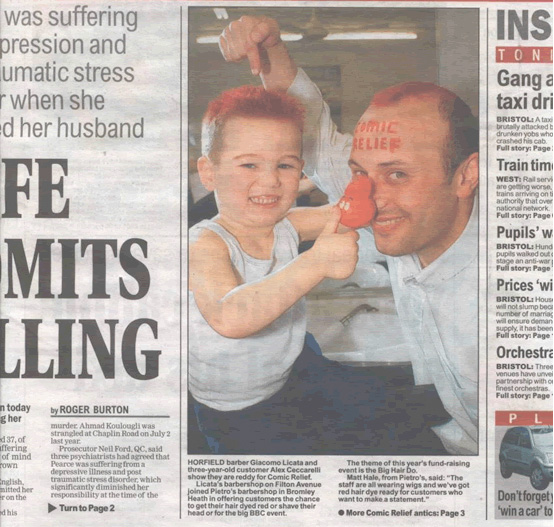 was suffering
pression and
umatic stress
r when she
ed her husband
FE
OMITS
LLING
n today
g her
by ROGER BURTON
d 37, of
uffering
of mind
rown
English,
mitted her
r on the
d his
murder. Ahmad Koulougli was
strangled at Chaplin Road on July 2
last year.
Prosecutor Neil Ford, QC, said
three psychiatrists had agreed that
Pearce was suffering from a
depressive illness and post
traumatic stress disorder, which
significantly diminished her
responsibility at the time of the
Turn to Page 2
COMIC
RELIEF
HORFIELD barber Giacomo Licata and
three-year-old customer Alex Ceccarelli
show they are ready for Comic Relief.
Licata's barbershop on Filton Avenue
joined Pietro's barbershop in Bromley
Heath in offering customers the chance
to get their hair dyed red or shave their
head or for the big BBC event.
The theme of this year's fund-raising
event is the Big Hair Do.
Matt Hale, from Pietro's, said: "The
staff are all wearing wigs and we've got
red hair dye ready for customers who
want to make a statement."
● More Comic Relief antics: Page 3
INS
TONI
Gang a
taxi dri
BRISTOL: A taxi
brutally attacked b
drunken yobs who
crashed his cab.
Full story: Page
Train tim
WEST: Rail servi
are getting worse,
trains arriving on ti
authority that over
national network.
Full story: Page
Pupils' wa
BRISTOL: Hund
pupils walked out o
stage an anti-war p
Full story: Page
Prices 'wi
BRISTOL: Hous
will not slump beca
number of marriag
will ensure deman
supply, it has been
Full story: Page
Orchestra
BRISTOL: Three
venues have unvei
partnership with o
finest orchestras.
Full story: Page
PL
Don't forget y
'win a car' to